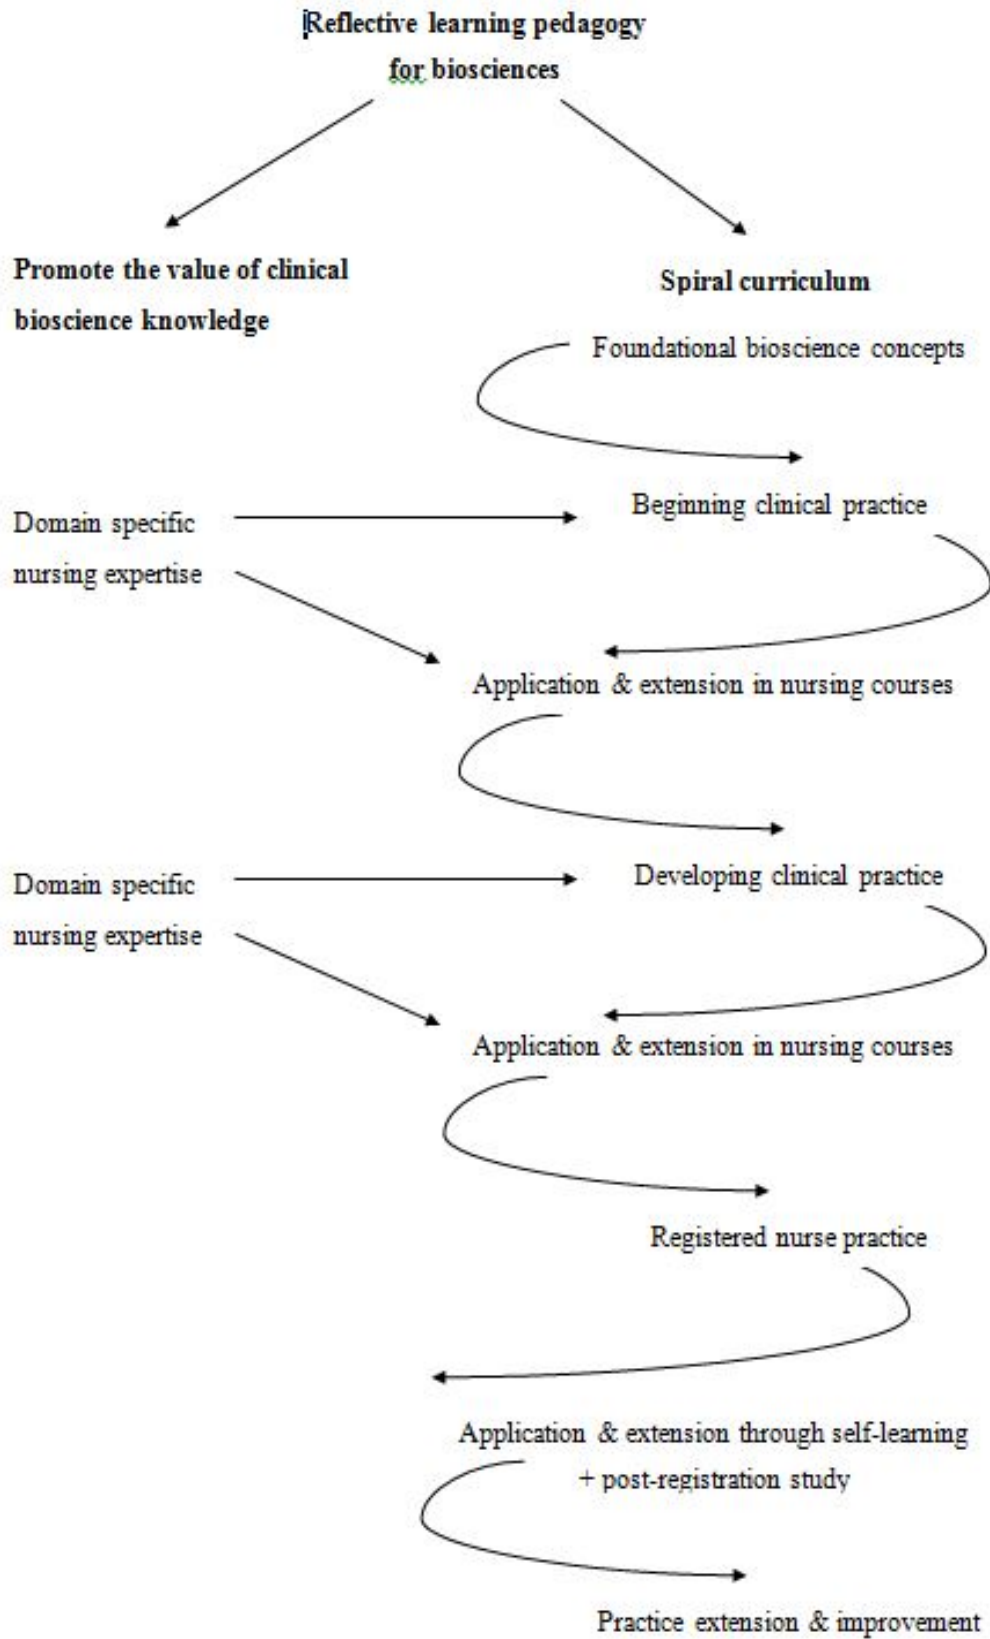 Reflective learning pedagogy
for biosciences
Promote the value of clinical
bioscience knowledge
Spiral curriculum
Foundational bioscience concepts
Beginning clinical practice
Domain specific
nursing expertise
Application & extension in nursing courses
Developing clinical practice
Domain specific
nursing expertise
Application & extension in nursing courses
Registered nurse practice
Application & extension through self-learning
+ post-registration study
Practice extension & improvement